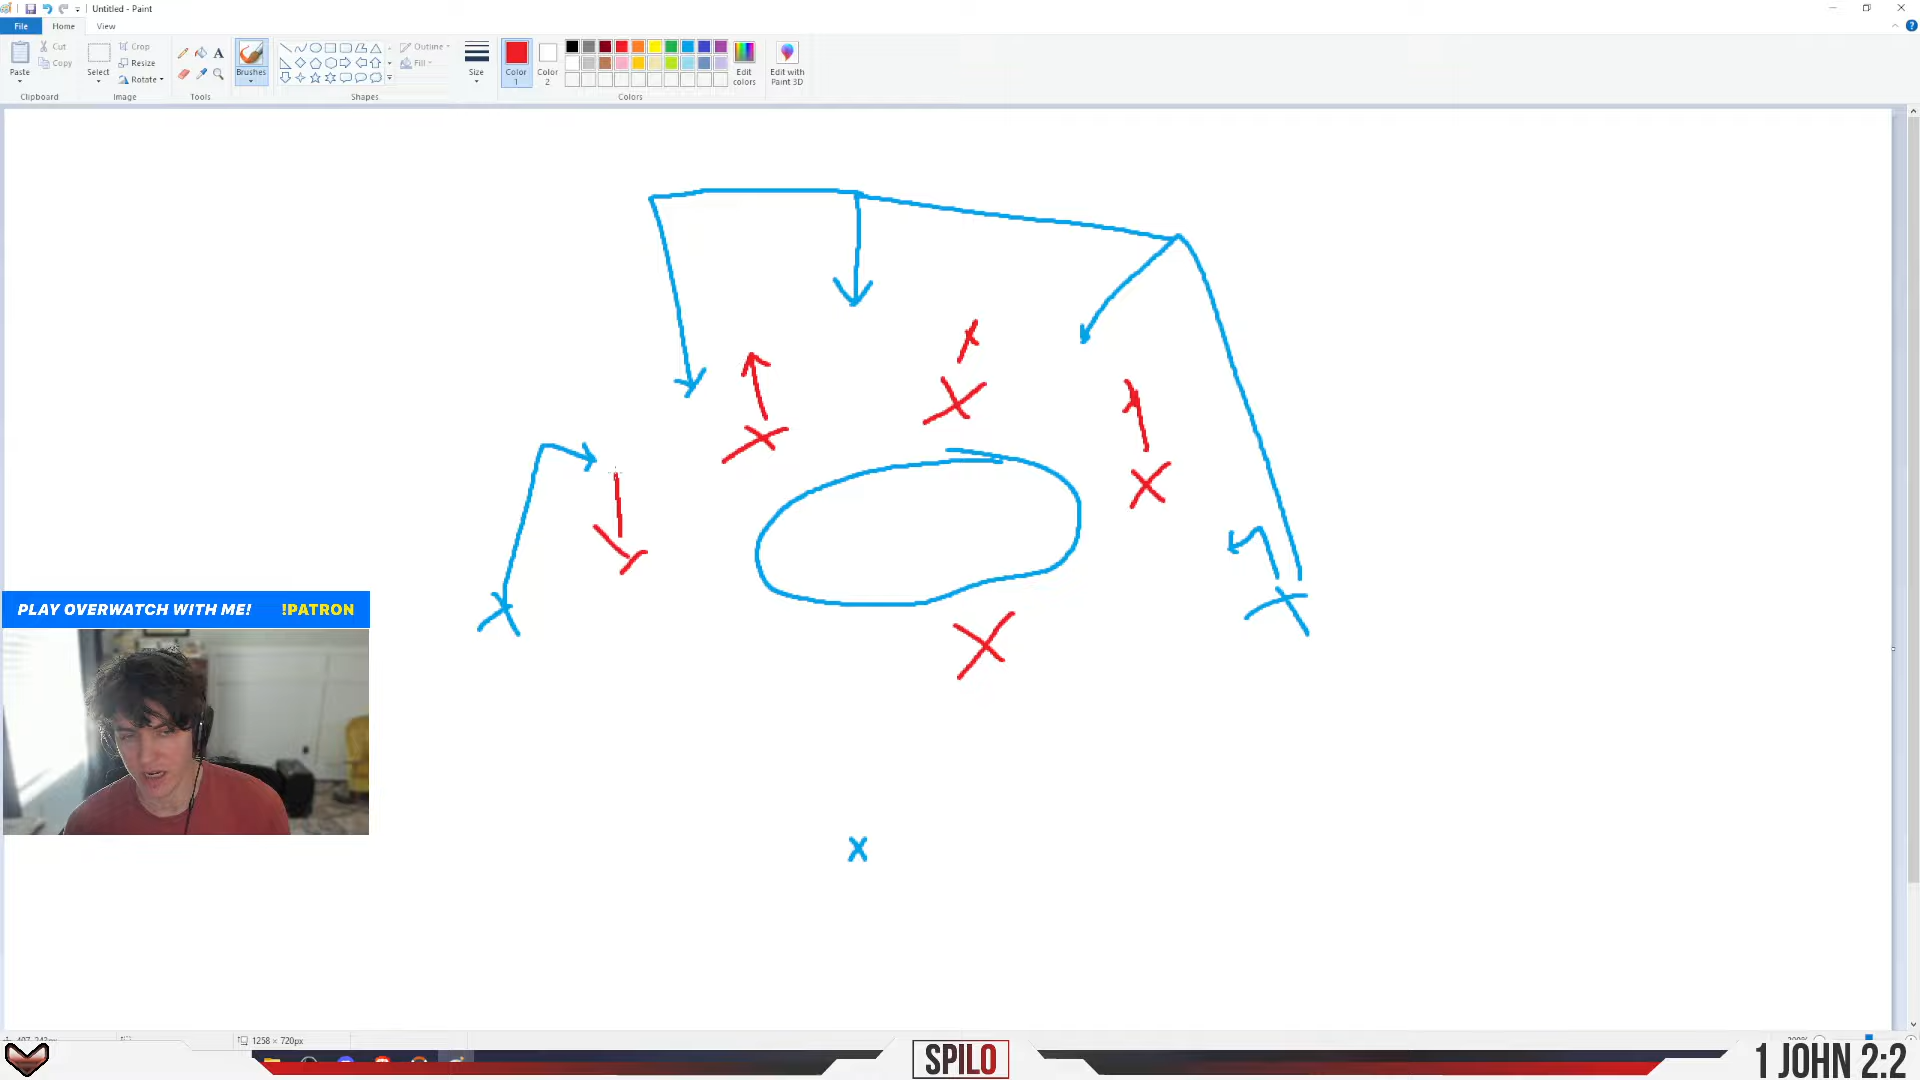 Untitled - Paint
File Home View
Paste
Cut
Copy
Clipboard
Select
Crop
Resize
Rotate
Image
A
Tools
Brushes
Outline
Fill
Shapes
Size
Color 1
Color 2
Edit colors
Edit with Paint 3D
Colors
PLAY OVERWATCH WITH ME! !PATRON
1258 × 720px
SPILO
1 JOHN 2:2